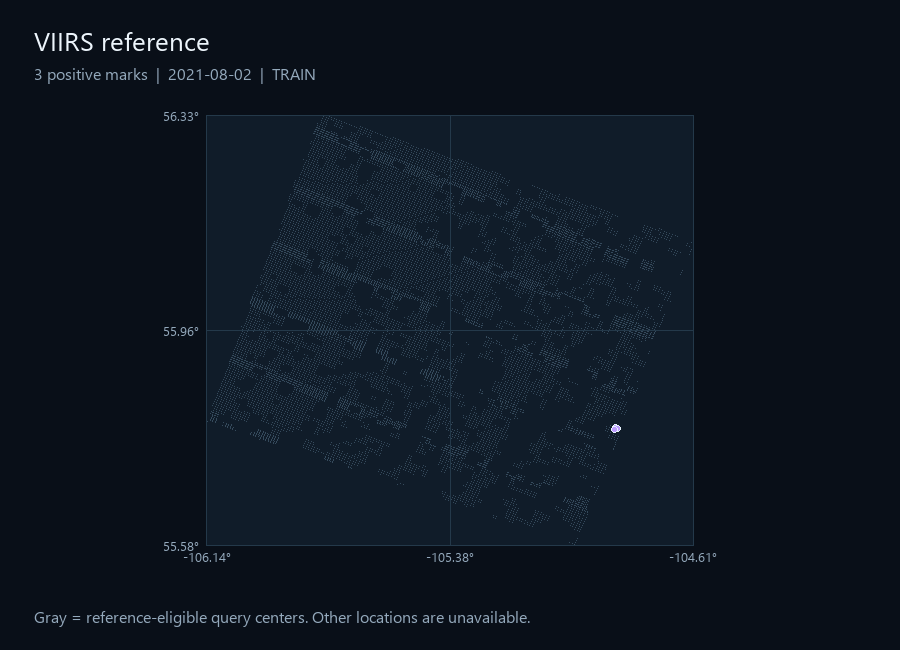 VIIRS reference
3 positive marks | 2021-08-02 | TRAIN
56.33°
55.96°
55.58°
-106.14°
-105.38°
-104.61°
Gray = reference-eligible query centers. Other locations are unavailable.